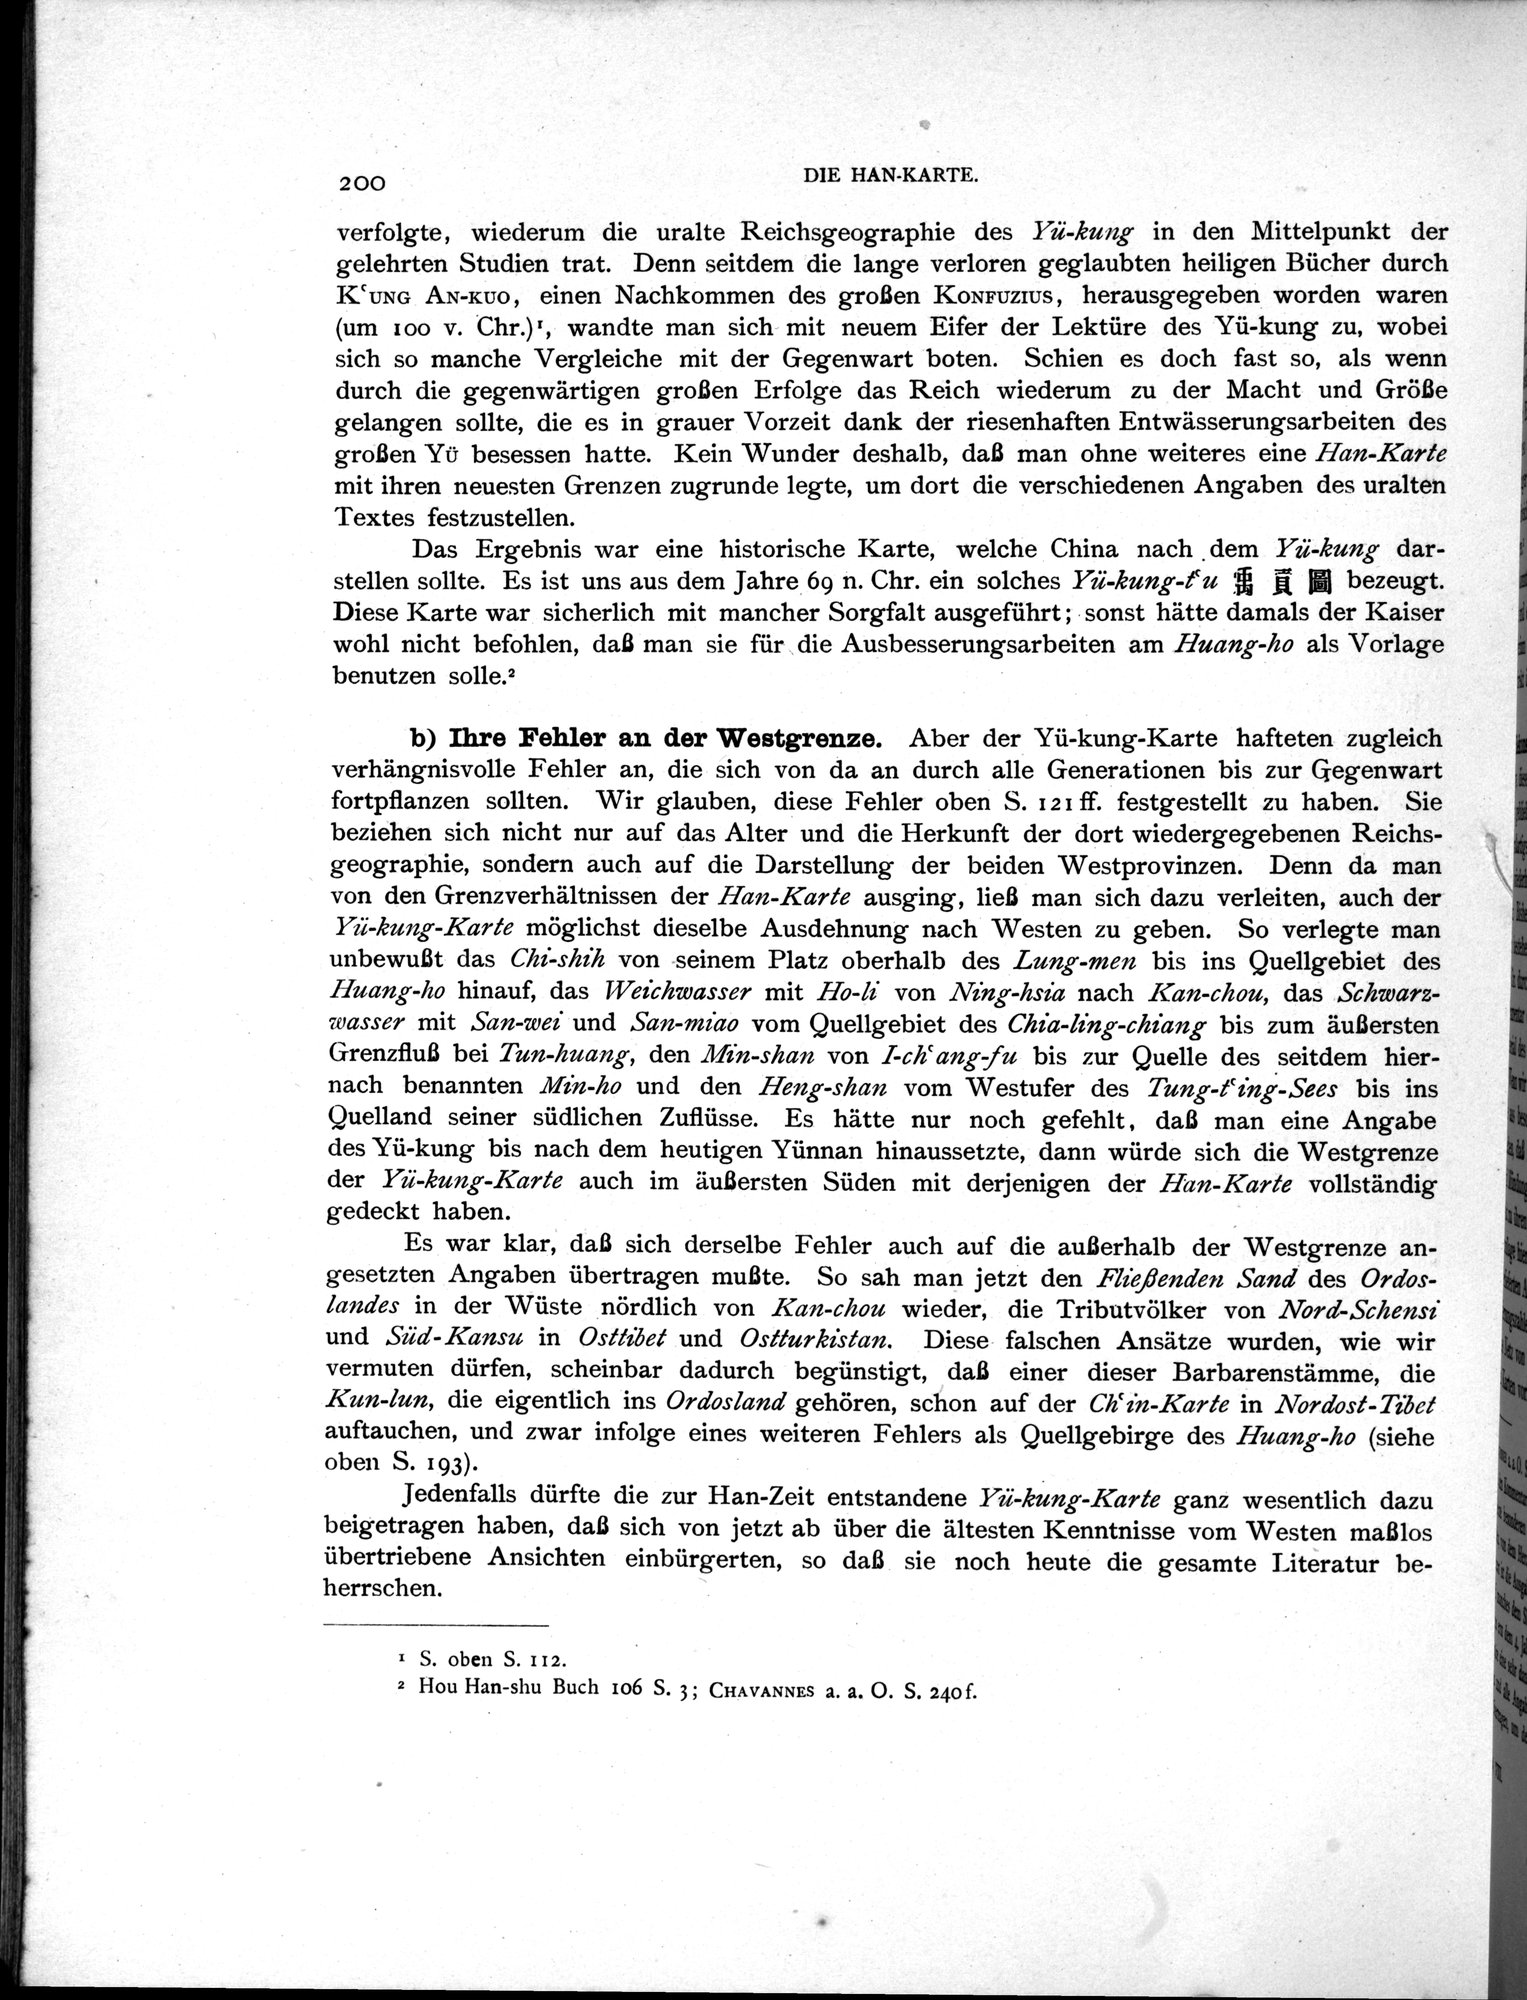 200
DIE HAN-KARTE.
verfolgte, wiederum die uralte Reichsgeographie des Yü-kung in den Mittelpunkt der
gelehrten Studien trat. Denn seitdem die lange verloren geglaubten heiligen Bücher durch
Kʽung An-kuo, einen Nachkommen des großen Konfuzius, herausgegeben worden waren
(um 100 v. Chr.)¹, wandte man sich mit neuem Eifer der Lektüre des Yü-kung zu, wobei
sich so manche Vergleiche mit der Gegenwart boten. Schien es doch fast so, als wenn
durch die gegenwärtigen großen Erfolge das Reich wiederum zu der Macht und Größe
gelangen sollte, die es in grauer Vorzeit dank der riesenhaften Entwässerungsarbeiten des
großen Yü besessen hatte. Kein Wunder deshalb, daß man ohne weiteres eine Han-Karte
mit ihren neuesten Grenzen zugrunde legte, um dort die verschiedenen Angaben des uralten
Textes festzustellen.
Das Ergebnis war eine historische Karte, welche China nach dem Yü-kung dar-
stellen sollte. Es ist uns aus dem Jahre 69 n. Chr. ein solches Yü-kung-tʽu 禹 貢 圖 bezeugt.
Diese Karte war sicherlich mit mancher Sorgfalt ausgeführt; sonst hätte damals der Kaiser
wohl nicht befohlen, daß man sie für die Ausbesserungsarbeiten am Huang-ho als Vorlage
benutzen solle.²
b) Ihre Fehler an der Westgrenze. Aber der Yü-kung-Karte hafteten zugleich
verhängnisvolle Fehler an, die sich von da an durch alle Generationen bis zur Gegenwart
fortpflanzen sollten. Wir glauben, diese Fehler oben S. 121 ff. festgestellt zu haben. Sie
beziehen sich nicht nur auf das Alter und die Herkunft der dort wiedergegebenen Reichs-
geographie, sondern auch auf die Darstellung der beiden Westprovinzen. Denn da man
von den Grenzverhältnissen der Han-Karte ausging, ließ man sich dazu verleiten, auch der
Yü-kung-Karte möglichst dieselbe Ausdehnung nach Westen zu geben. So verlegte man
unbewußt das Chi-shih von seinem Platz oberhalb des Lung-men bis ins Quellgebiet des
Huang-ho hinauf, das Weichwasser mit Ho-li von Ning-hsia nach Kan-chou, das Schwarz-
wasser mit San-wei und San-miao vom Quellgebiet des Chia-ling-chiang bis zum äußersten
Grenzfluß bei Tun-huang, den Min-shan von I-chʽang-fu bis zur Quelle des seitdem hier-
nach benannten Min-ho und den Heng-shan vom Westufer des Tung-tʽing-Sees bis ins
Quelland seiner südlichen Zuflüsse. Es hätte nur noch gefehlt, daß man eine Angabe
des Yü-kung bis nach dem heutigen Yünnan hinaussetzte, dann würde sich die Westgrenze
der Yü-kung-Karte auch im äußersten Süden mit derjenigen der Han-Karte vollständig
gedeckt haben.
Es war klar, daß sich derselbe Fehler auch auf die außerhalb der Westgrenze an-
gesetzten Angaben übertragen mußte. So sah man jetzt den Fließenden Sand des Ordos-
landes in der Wüste nördlich von Kan-chou wieder, die Tributvölker von Nord-Schensi
und Süd-Kansu in Osttibet und Ostturkistan. Diese falschen Ansätze wurden, wie wir
vermuten dürfen, scheinbar dadurch begünstigt, daß einer dieser Barbarenstämme, die
Kun-lun, die eigentlich ins Ordosland gehören, schon auf der Chʽin-Karte in Nordost-Tibet
auftauchen, und zwar infolge eines weiteren Fehlers als Quellgebirge des Huang-ho (siehe
oben S. 193).
Jedenfalls dürfte die zur Han-Zeit entstandene Yü-kung-Karte ganz wesentlich dazu
beigetragen haben, daß sich von jetzt ab über die ältesten Kenntnisse vom Westen maßlos
übertriebene Ansichten einbürgerten, so daß sie noch heute die gesamte Literatur be-
herrschen.
¹ S. oben S. 112.
² Hou Han-shu Buch 106 S. 3; Chavannes a. a. O. S. 240 f.